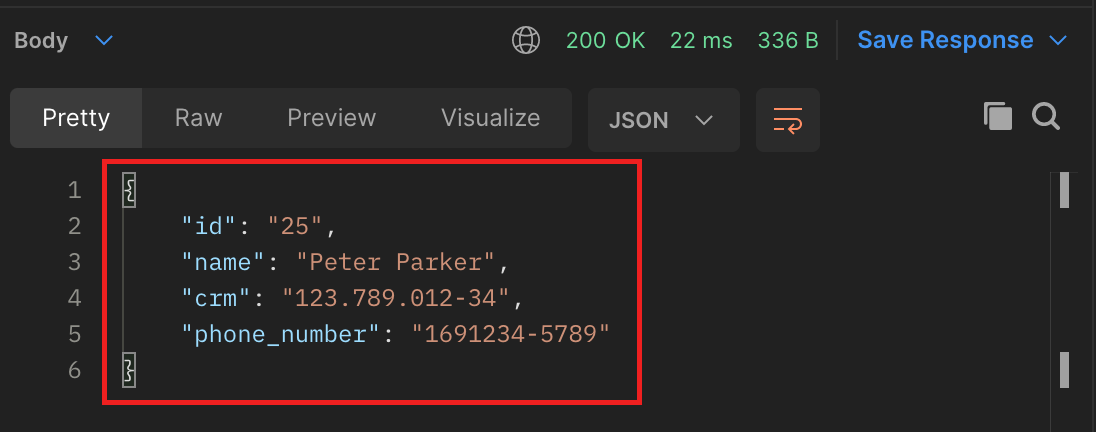 Body 200 OK 22 ms 336 B Save Response
Pretty Raw Preview Visualize JSON
1 {
2 "id": "25",
3 "name": "Peter Parker",
4 "crm": "123.789.012-34",
5 "phone_number": "1691234-5789"
6 }